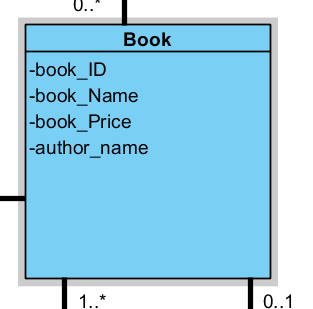 0..*
Book
-book_ID
-book_Name
-book_Price
-author_name
1..*
0..1